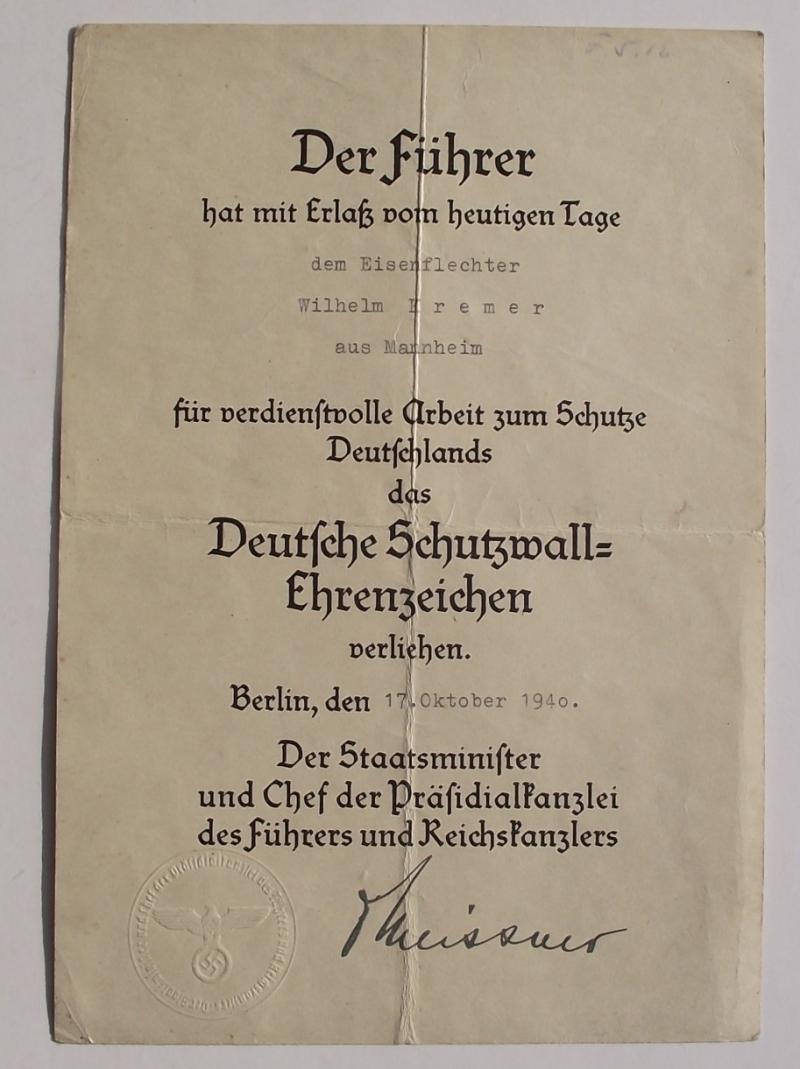 Der Führer
hat mit Erlaß vom heutigen Tage
dem Eisenflechter
Wilhelm K r e m e r
aus Mannheim
für verdienstvolle Arbeit zum Schutze
Deutschlands
das
Deutsche Schutzwall=
Ehrenzeichen
verliehen.
Berlin, den 17.Oktober 194o.
Der Staatsminister
und Chef der Präsidialkanzlei
des Führers und Reichskanzlers
Meissner